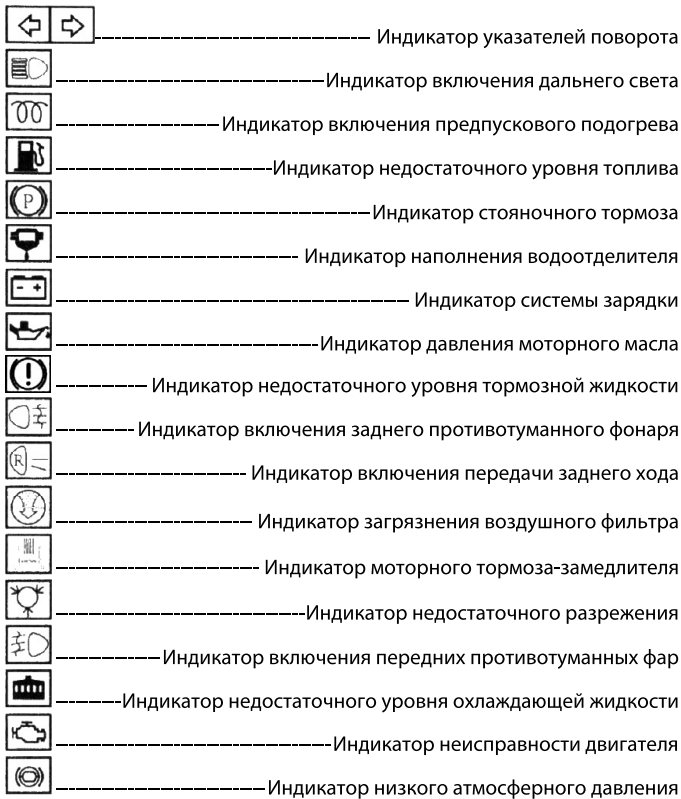 Индикатор указателей поворота
Индикатор включения дальнего света
Индикатор включения предпускового подогрева
Индикатор недостаточного уровня топлива
P Индикатор стояночного тормоза
Индикатор наполнения водоотделителя
Индикатор системы зарядки
Индикатор давления моторного масла
Индикатор недостаточного уровня тормозной жидкости
Индикатор включения заднего противотуманного фонаря
R Индикатор включения передачи заднего хода
Индикатор загрязнения воздушного фильтра
Индикатор моторного тормоза-замедлителя
Индикатор недостаточного разрежения
Индикатор включения передних противотуманных фар
Индикатор недостаточного уровня охлаждающей жидкости
Индикатор неисправности двигателя
Индикатор низкого атмосферного давления